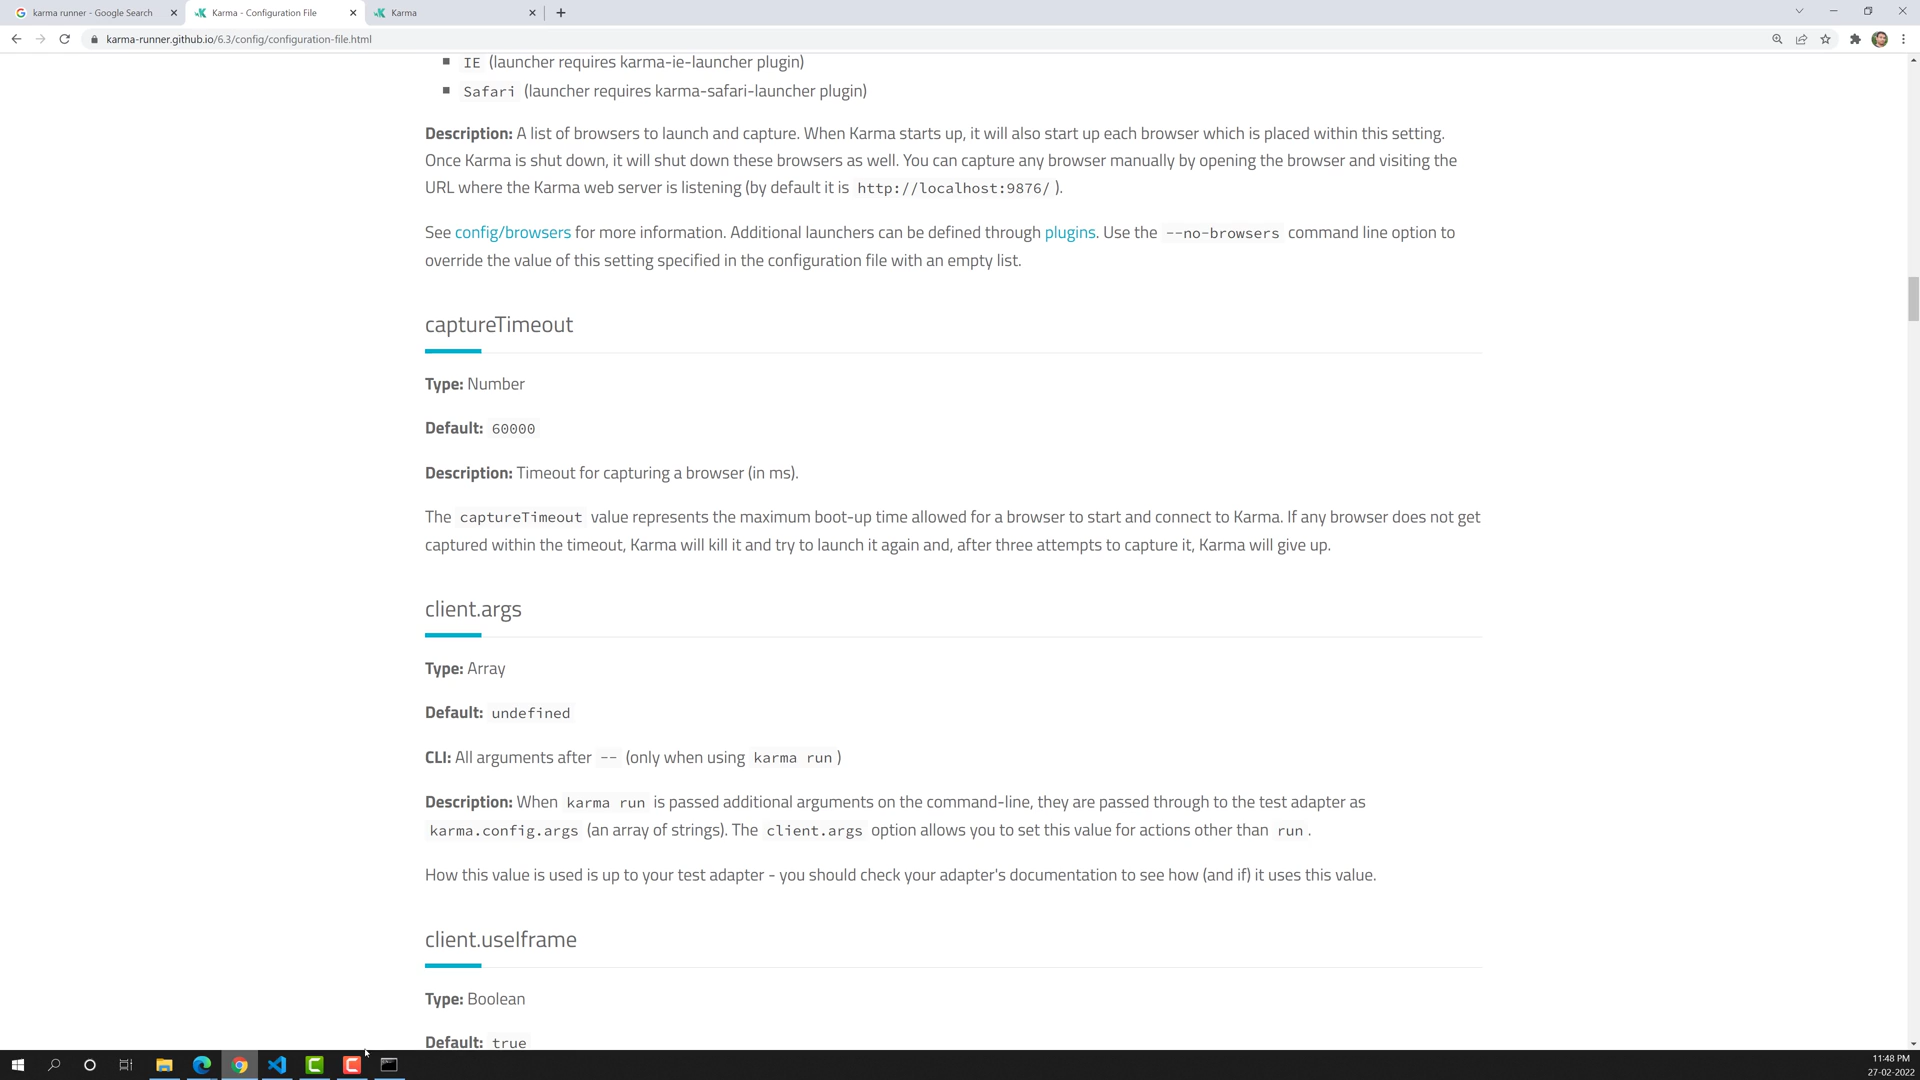 karma runner - Google Search
Karma - Configuration File
Karma
karma-runner.github.io/6.3/config/configuration-file.html
IE (launcher requires karma-ie-launcher plugin)
Safari (launcher requires karma-safari-launcher plugin)
Description: A list of browsers to launch and capture. When Karma starts up, it will also start up each browser which is placed within this setting.
Once Karma is shut down, it will shut down these browsers as well. You can capture any browser manually by opening the browser and visiting the
URL where the Karma web server is listening (by default it is http://localhost:9876/ ).
See config/browsers for more information. Additional launchers can be defined through plugins. Use the --no-browsers command line option to
override the value of this setting specified in the configuration file with an empty list.
captureTimeout
Type: Number
Default: 60000
Description: Timeout for capturing a browser (in ms).
The captureTimeout value represents the maximum boot-up time allowed for a browser to start and connect to Karma. If any browser does not get
captured within the timeout, Karma will kill it and try to launch it again and, after three attempts to capture it, Karma will give up.
client.args
Type: Array
Default: undefined
CLI: All arguments after -- (only when using karma run )
Description: When karma run is passed additional arguments on the command-line, they are passed through to the test adapter as
karma.config.args (an array of strings). The client.args option allows you to set this value for actions other than run .
How this value is used is up to your test adapter - you should check your adapter's documentation to see how (and if) it uses this value.
client.useIframe
Type: Boolean
Default: true
11:48 PM
27-02-2022